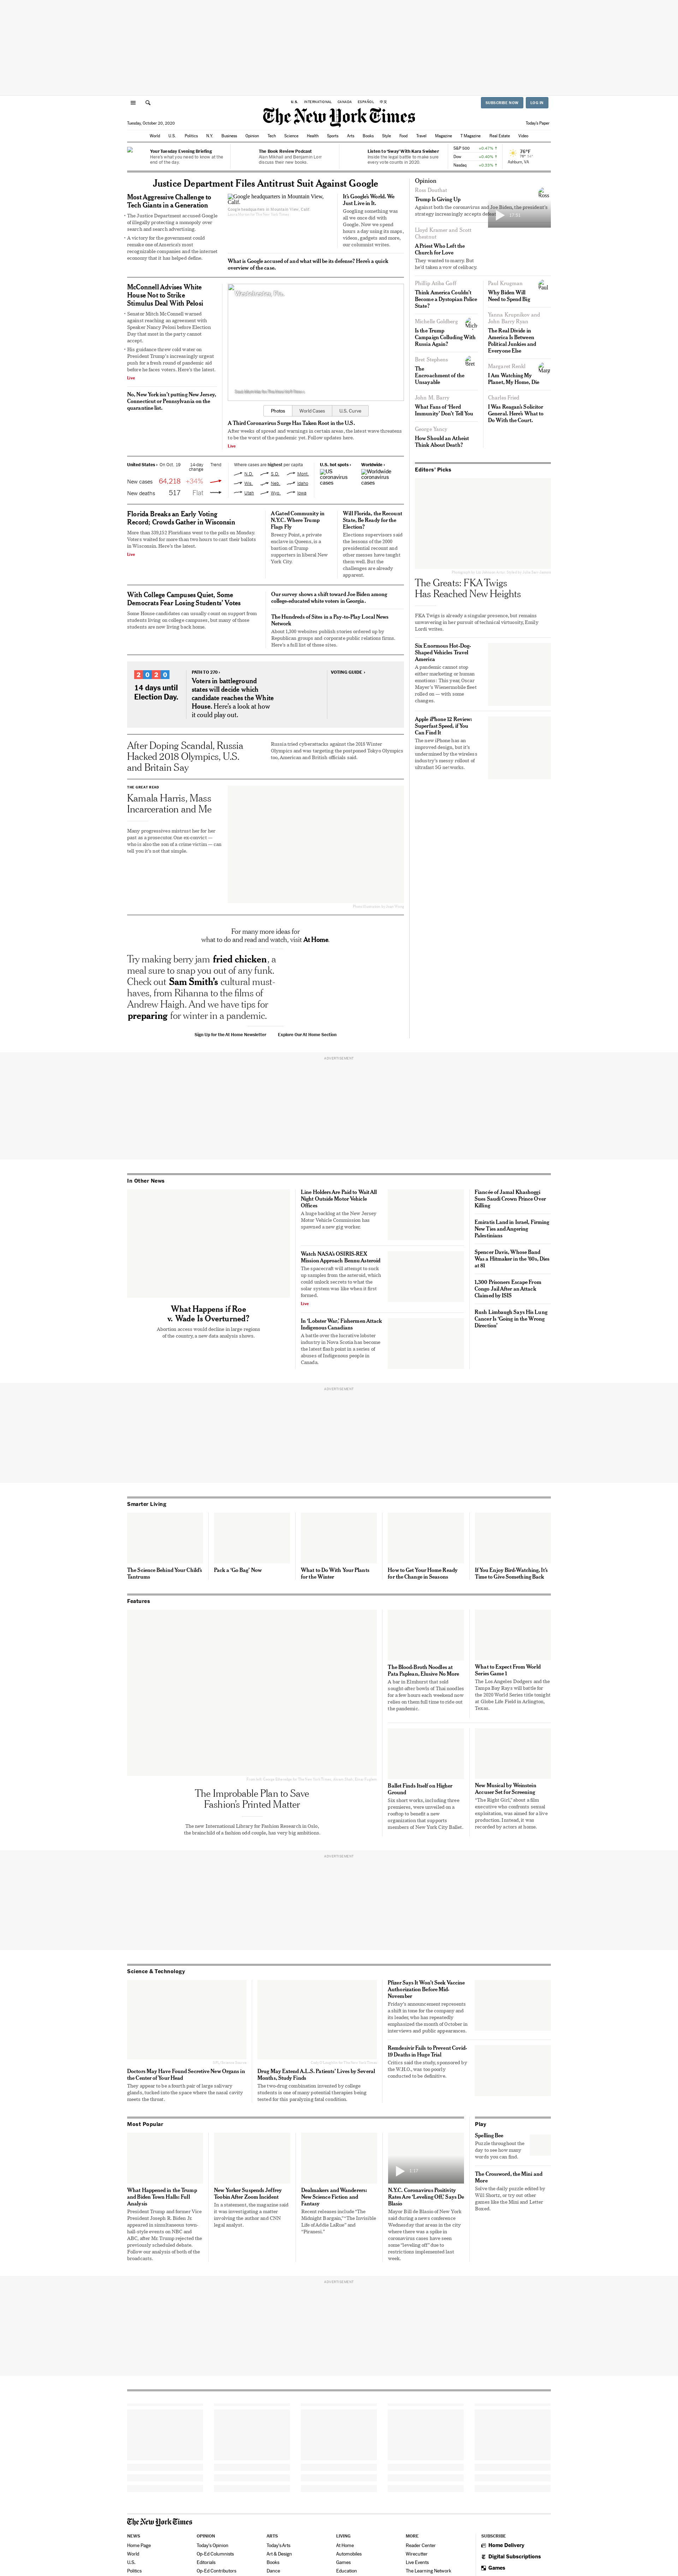 U.S. INTERNATIONAL CANADA ESPAÑOL 中文
SUBSCRIBE NOW
LOG IN
The New York Times
Tuesday, October 20, 2020
Today's Paper
World U.S. Politics N.Y. Business Opinion Tech Science Health Sports Arts Books Style Food Travel Magazine T Magazine Real Estate Video
Your Tuesday Evening Briefing
Here's what you need to know at the end of the day.
The Book Review Podcast
Yaa Mikhail and Benjamin Lorr discuss their new books.
Listen to 'Sway' With Kara Swisher
Inside the legal battle to make sure every vote counts in 2020.
S&P 500 +0.47% ↑
Dow +0.40% ↑
Nasdaq +0.33% ↑
76°F
Ashburn, VA
Justice Department Files Antitrust Suit Against Google
Most Aggressive Challenge to Tech Giants in a Generation
• The Justice Department accused Google of illegally protecting its monopoly over search and search advertising.
• A victory for the government could remake one of America's most recognizable companies and the internet economy that it has helped define.
Google headquarters in Mountain View, Calif.
Google headquarters in Mountain View, Calif.
It's Google's World. We Just Live in It.
Googling something was all we once did with Google. Now we spend hours a day using its maps, videos, gadgets and more, our columnist writes.
What is Google accused of and what will be its defense? Here's a quick overview of the case.
McConnell Advises White House Not to Strike Stimulus Deal With Pelosi
• Senator Mitch McConnell warned against reaching an agreement with Speaker Nancy Pelosi before Election Day that most in the party cannot accept.
• His guidance threw cold water on President Trump's increasingly urgent push for a fresh round of pandemic aid before he faces voters. Here's the latest.
Live
No, New York isn't putting New Jersey, Connecticut or Pennsylvania on the quarantine list.
Photos
World Cases
U.S. Curve
A Third Coronavirus Surge Has Taken Root in the U.S.
After weeks of spread and warnings in certain areas, the latest wave threatens to be the worst of the pandemic yet. Follow updates here.
Live
United States › On Oct. 19 14-day change Trend
New cases 64,218 +34%
New deaths 517 Flat
Where cases are highest per capita
N.D. S.D. Mont.
Wis. Neb. Idaho
Utah Wyo. Iowa
U.S. hot spots ›
US coronavirus cases
Worldwide ›
Worldwide coronavirus cases
Florida Breaks an Early Voting Record; Crowds Gather in Wisconsin
More than 359,152 Floridians went to the polls on Monday. Voters waited for more than two hours to cast their ballots in Wisconsin. Here's the latest.
Live
A Gated Community in N.Y.C. Where Trump Flags Fly
Breezy Point, a private enclave in Queens, is a bastion of Trump supporters in liberal New York City.
Will Florida, the Recount State, Be Ready for the Election?
Elections supervisors said the lessons of the 2000 presidential recount and other messes have taught them well. But the challenges are already apparent.
With College Campuses Quiet, Some Democrats Fear Losing Students' Votes
Some House candidates can usually count on support from students living on college campuses, but many of those students are now living back home.
Our survey shows a shift toward Joe Biden among college-educated white voters in Georgia.
The Hundreds of Sites in a Pay-to-Play Local News Network
About 1,300 websites publish stories ordered up by Republican groups and corporate public relations firms. Here's a full list of those sites.
2020
14 days until Election Day.
PATH TO 270 ›
Voters in battleground states will decide which candidate reaches the White House. Here's a look at how it could play out.
VOTING GUIDE ›
After Doping Scandal, Russia Hacked 2018 Olympics, U.S. and Britain Say
Russia tried cyberattacks against the 2018 Winter Olympics and was targeting the postponed Tokyo Olympics too, American and British officials said.
THE GREAT READ
Kamala Harris, Mass Incarceration and Me
Many progressives mistrust her for her past as a prosecutor. One ex-convict — who is also the son of a crime victim — can tell you it's not that simple.
For many more ideas for what to do and read and watch, visit At Home.
Try making berry jam fried chicken, a meal sure to snap you out of any funk. Check out Sam Smith's cultural must-haves, from Rihanna to the films of Andrew Haigh. And we have tips for preparing for winter in a pandemic.
Sign Up for the At Home Newsletter
Explore Our At Home Section
Opinion
Ross Douthat
Trump Is Giving Up
Against both the coronavirus and Joe Biden, the president's strategy increasingly accepts defeat.
A Priest Who Left the Church for Love
They wanted to marry. But he'd taken a vow of celibacy.
Phillip Atiba Goff
Think America Couldn't Become a Dystopian Police State?
Paul Krugman
Why Biden Will Need to Spend Big
Michelle Goldberg
Is the Trump Campaign Colluding With Russia Again?
Yanna Krupnikov and John Barry Ryan
The Real Divide in America Is Between Political Junkies and Everyone Else
Bret Stephens
The Encroachment of the Unsayable
Margaret Renkl
I Am Watching My Planet, My Home, Die
John M. Barry
What Fans of 'Herd Immunity' Don't Tell You
Charles Fried
I Was Reagan's Solicitor General. Here's What to Do With the Court.
George Yancy
How Should an Atheist Think About Death?
Editors' Picks
The Greats: FKA Twigs Has Reached New Heights
FKA Twigs is already a singular presence, but remains unwavering in her pursuit of technical virtuosity, Emily Lordi writes.
Six Enormous Hot-Dog-Shaped Vehicles Travel America
A pandemic cannot stop either marketing or human emotions: This year, Oscar Mayer's Wienermobile fleet rolled on — with some changes.
Apple iPhone 12 Review: Superfast Speed, if You Can Find It
The new iPhone has an improved design, but it's undermined by the wireless industry's messy rollout of ultrafast 5G networks.
ADVERTISEMENT
In Other News
What Happens if Roe v. Wade Is Overturned?
Abortion access would decline in large regions of the country, a new data analysis shows.
Line Holders Are Paid to Wait All Night Outside Motor Vehicle Offices
A huge backlog at the New Jersey Motor Vehicle Commission has spawned a new gig worker.
Watch NASA's OSIRIS-REX Mission Approach Bennu Asteroid
The spacecraft will attempt to suck up samples from the asteroid, which could unlock secrets to what the solar system was like when it first formed.
Live
In 'Lobster War,' Fishermen Attack Indigenous Canadians
A battle over the lucrative lobster industry in Nova Scotia has become the latest flash point in a series of abuses of Indigenous people in Canada.
Fiancée of Jamal Khashoggi Sues Saudi Crown Prince Over Killing
Emiratis Land in Israel, Firming New Ties and Angering Palestinians
Spencer Davis, Whose Band Was a Hitmaker in the '60s, Dies at 81
1,300 Prisoners Escape From Congo Jail After an Attack Claimed by ISIS
Rush Limbaugh Says His Lung Cancer Is 'Going in the Wrong Direction'
ADVERTISEMENT
Smarter Living
The Science Behind Your Child's Tantrums
Pack a 'Go Bag' Now
What to Do With Your Plants for the Winter
How to Get Your Home Ready for the Change in Seasons
If You Enjoy Bird-Watching, It's Time to Give Something Back
Features
The Improbable Plan to Save Fashion's Printed Matter
The new International Library for Fashion Research in Oslo, the brainchild of a fashion odd couple, has very big ambitions.
The Blood-Broth Noodles at Pata Paplean, Elusive No More
A bar in Elmhurst that sold sought-after bowls of Thai noodles for a few hours each weekend now relies on them full time to ride out the pandemic.
What to Expect From World Series Game 1
The Los Angeles Dodgers and the Tampa Bay Rays will battle for the 2020 World Series title tonight at Globe Life Field in Arlington, Texas.
Ballet Finds Itself on Higher Ground
Six short works, including three premieres, were unveiled on a rooftop to benefit a new organization that supports members of New York City Ballet.
New Musical by Weinstein Accuser Set for Screening
"The Right Girl," about a film executive who confronts sexual exploitation, was aimed for a live production. Instead, it was recorded by actors at home.
ADVERTISEMENT
Science & Technology
Doctors May Have Found Secretive New Organs in the Center of Your Head
They appear to be a fourth pair of large salivary glands, tucked into the space where the nasal cavity meets the throat.
Drug May Extend A.L.S. Patients' Lives by Several Months, Study Finds
The two-drug combination invented by college students is one of many potential therapies being tested for this paralyzing fatal condition.
Pfizer Says It Won't Seek Vaccine Authorization Before Mid-November
Friday's announcement represents a shift in tone for the company and its leader, who has repeatedly emphasized the month of October in interviews and public appearances.
Remdesivir Fails to Prevent Covid-19 Deaths in Huge Trial
Critics said the study, sponsored by the W.H.O., was too poorly conducted to be definitive.
Most Popular
What Happened in the Trump and Biden Town Halls: Full Analysis
President Trump and former Vice President Joseph R. Biden Jr. appeared in simultaneous town-hall-style events on NBC and ABC, after Mr. Trump rejected the previously scheduled debate. Follow our analysis of both of the broadcasts.
New Yorker Suspends Jeffrey Toobin After Zoom Incident
In a statement, the magazine said it was investigating a matter involving the author and CNN legal analyst.
Dealmakers and Wanderers: New Science Fiction and Fantasy
Recent releases include "The Midnight Bargain," "The Invisible Life of Addie LaRue" and "Piranesi."
N.Y.C. Coronavirus Positivity Rates Are 'Leveling Off,' Says De Blasio
Mayor Bill de Blasio of New York said during a news conference Wednesday that areas in the city where there was a spike in coronavirus cases have seen some "leveling off" due to restrictions implemented last week.
Play
Spelling Bee
Puzzle throughout the day to see how many words you can find.
The Crossword, the Mini and More
Solve the daily puzzle edited by Will Shortz, or try out other games like the Mini and Letter Boxed.
ADVERTISEMENT
The New York Times
NEWS
Home Page
World
U.S.
Politics
OPINION
Today's Opinion
Op-Ed Columnists
Editorials
Op-Ed Contributors
ARTS
Today's Arts
Art & Design
Books
Dance
LIVING
At Home
Automobiles
Games
Education
MORE
Reader Center
Wirecutter
Live Events
The Learning Network
SUBSCRIBE
Home Delivery
Digital Subscriptions
Games